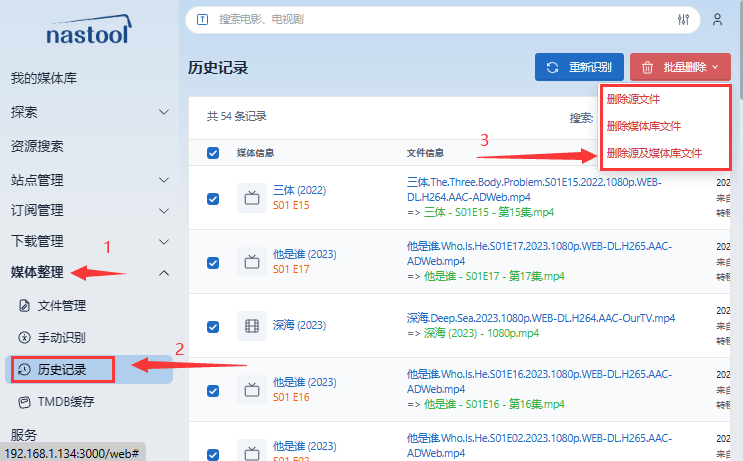 nastool
搜索电影、电视剧
我的媒体库
探索
资源搜索
站点管理
订阅管理
下载管理
1
媒体整理
文件管理
手动识别
2
历史记录
TMDB缓存
服务
192.168.1.134:3000/web#
历史记录
重新识别
批量删除
删除源文件
删除媒体库文件
删除源及媒体库文件
共 54 条记录
搜索:
3
媒体信息
文件信息
三体 (2022)
S01 E15
三体.The.Three.Body.Problem.S01E15.2022.1080p.WEB-
DL.H264.AAC-ADWeb.mp4
=> 三体 - S01E15 - 第15集.mp4
202
来自
转移
他是谁 (2023)
S01 E17
他是谁.Who.Is.He.S01E17.2023.1080p.WEB-DL.H265.AAC-
ADWeb.mp4
=> 他是谁 - S01E17 - 第17集.mp4
202
来自
转移
深海 (2023)
深海.Deep.Sea.2023.1080p.WEB-DL.H264.AAC-OurTV.mp4
=> 深海 (2023) - 1080p.mp4
202
来自
转移
他是谁 (2023)
S01 E16
他是谁.Who.Is.He.S01E16.2023.1080p.WEB-DL.H265.AAC-
ADWeb.mp4
=> 他是谁 - S01E16 - 第16集.mp4
202
来自
转移
他是谁 (2023)
S01 E02
他是谁.Who.Is.He.S01E02.2023.1080p.WEB-DL.H265.AAC-
ADWeb.mp4
202
来自